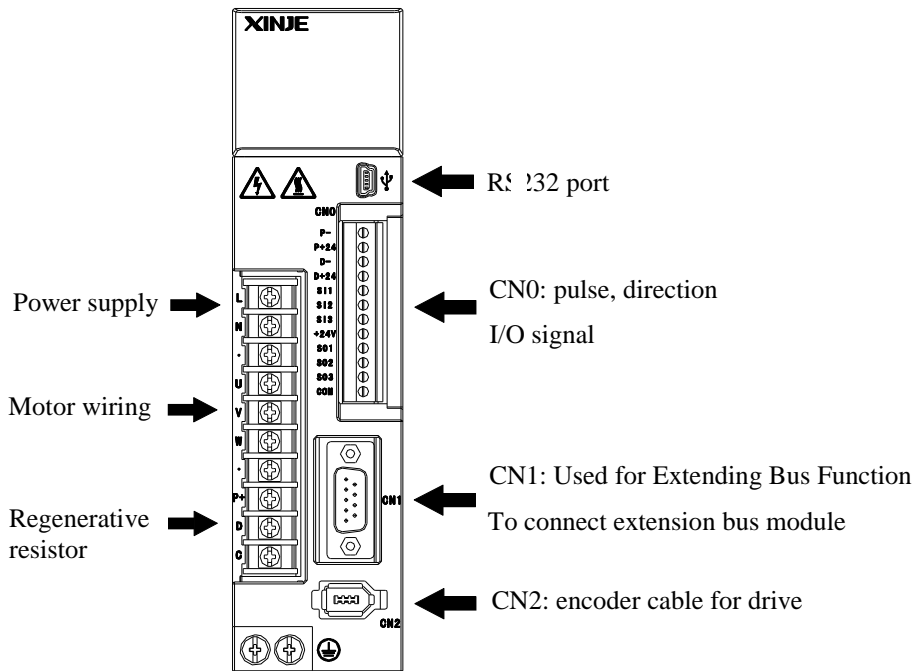 XINJE
RS232 port
CN0
P-
P+24
D-
D+24
SI1
SI2
SI3
+24V
SO1
SO2
SO3
COM
CN0: pulse, direction
I/O signal
Power supply
L
N
·
U
Motor wiring
V
W
·
P+
Regenerative
resistor
D
C
CN1
CN1: Used for Extending Bus Function
To connect extension bus module
CN2: encoder cable for drive
CN2